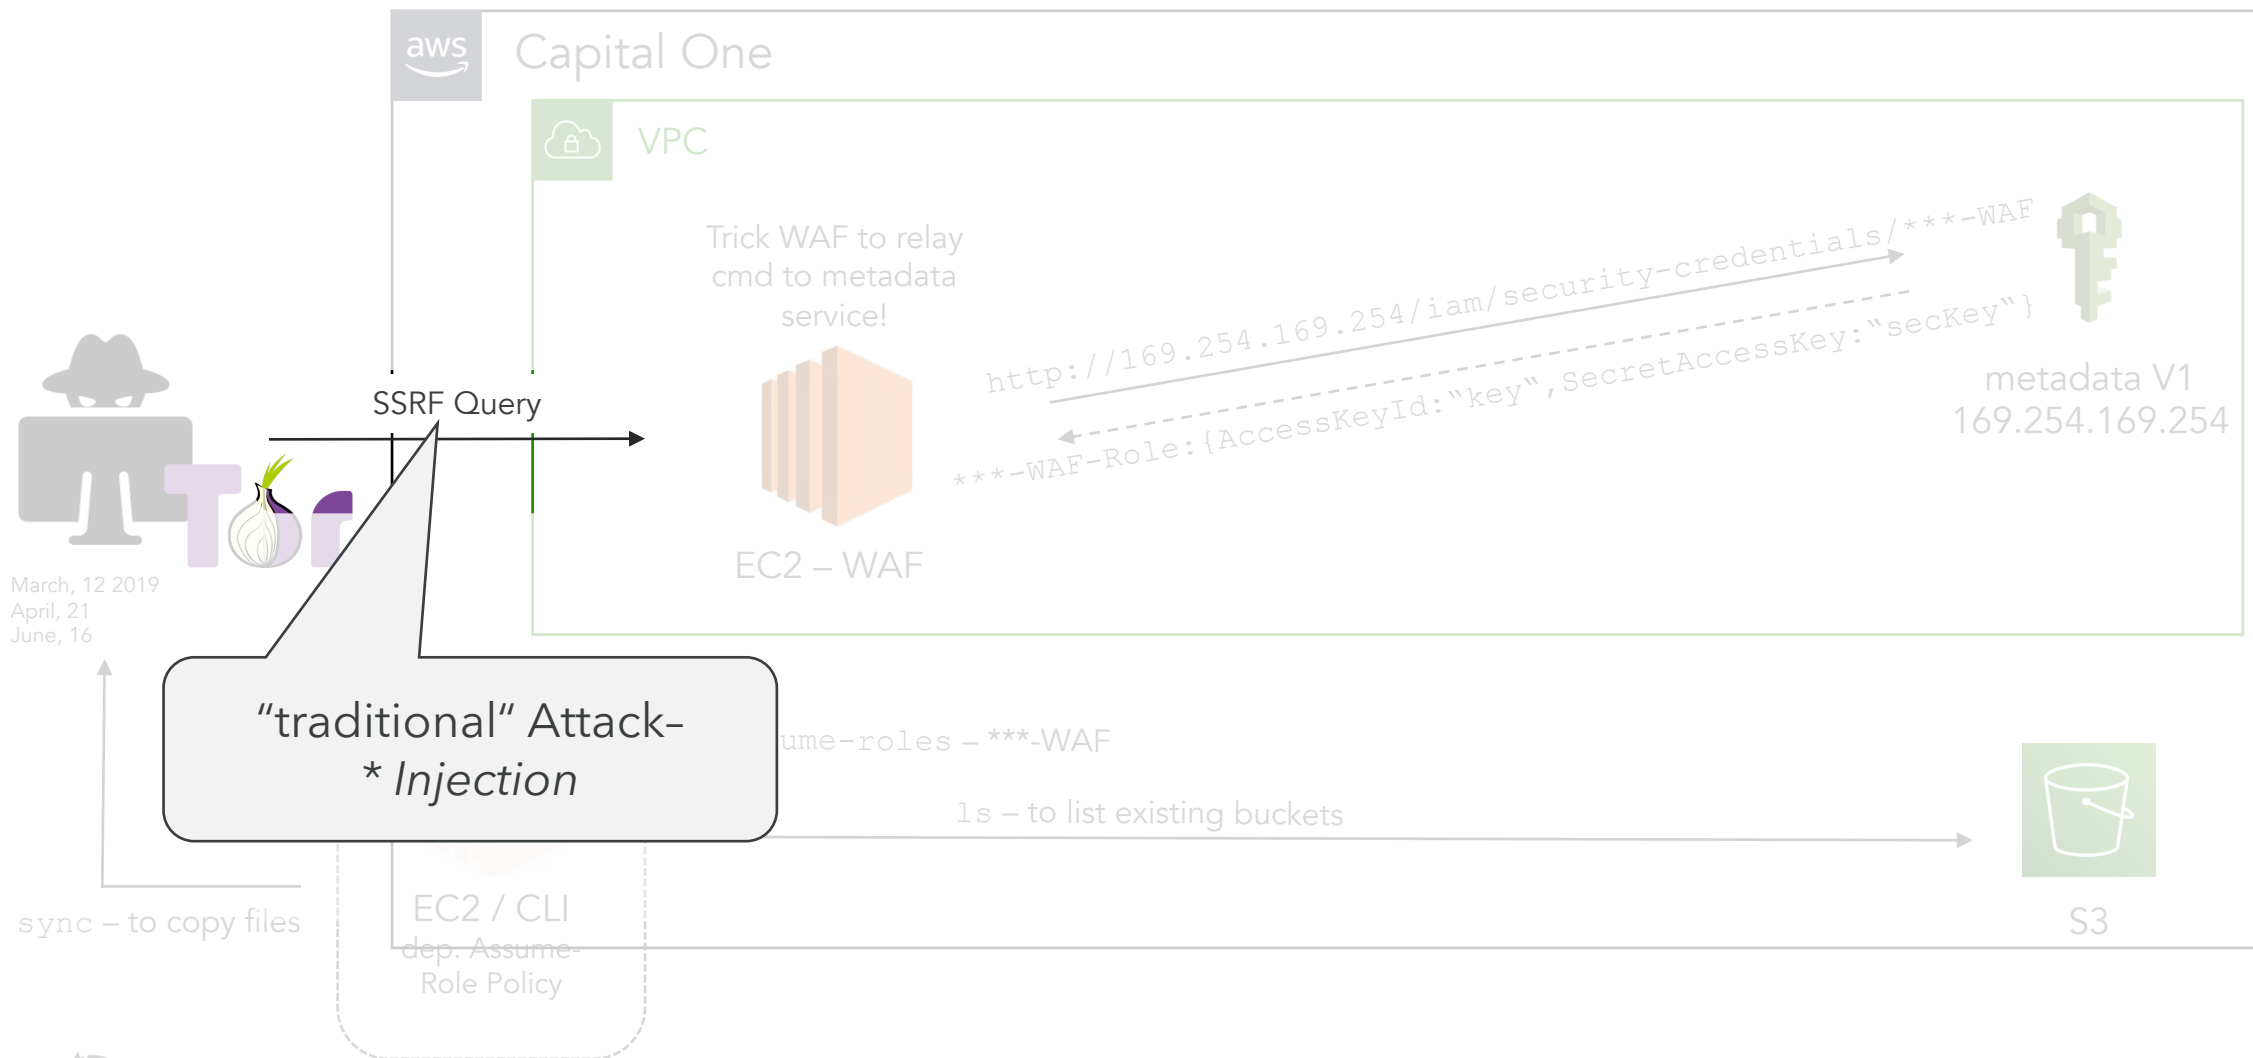 aws
Capital One
VPC
Trick WAF to relay
cmd to metadata
service!
http://169.254.169.254/iam/security-credentials/***-WAF
***-WAF-Role:{AccessKeyId:“key“,SecretAccessKey:“secKey“}
metadata V1
169.254.169.254
SSRF Query
Tor
EC2 – WAF
March, 12 2019
April, 21
June, 16
“traditional“ Attack–
* Injection
ume-roles – ***-WAF
ls – to list existing buckets
sync – to copy files
EC2 / CLI
dep. Assume-
Role Policy
S3